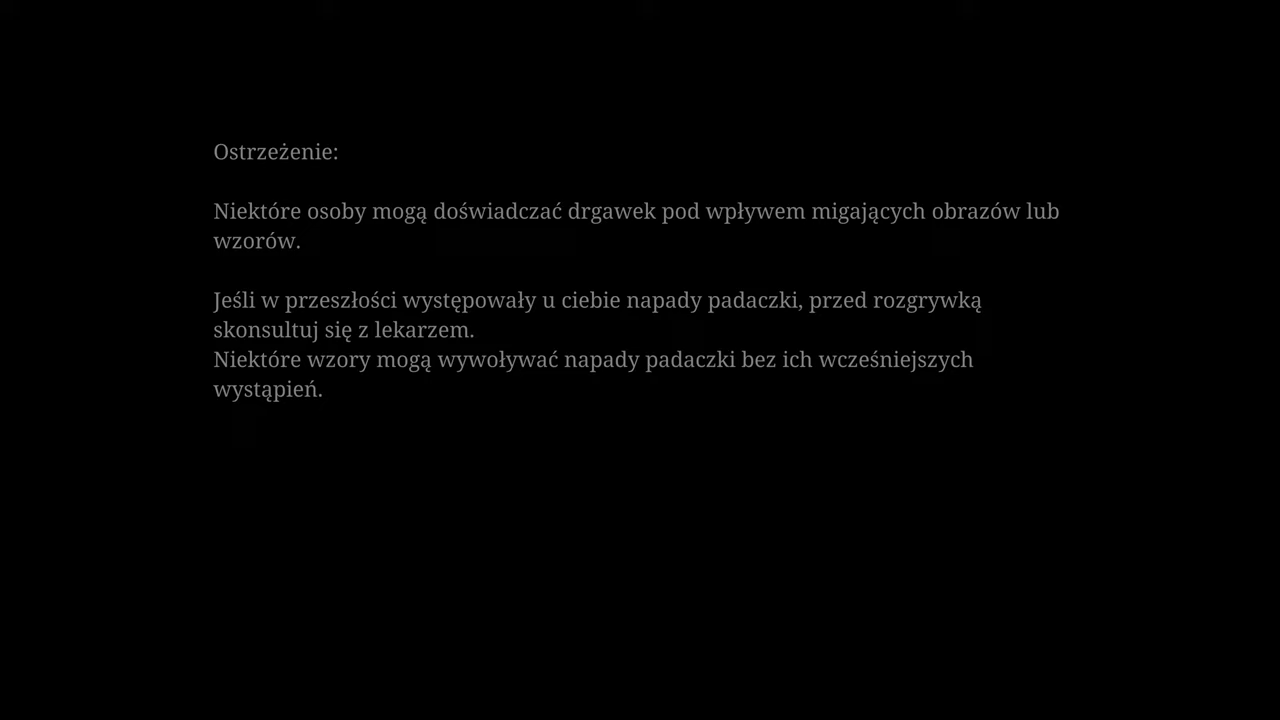 Ostrzeżenie:
Niektóre osoby mogą doświadczać drgawek pod wpływem migających obrazów lub
wzorów.
Jeśli w przeszłości występowały u ciebie napady padaczki, przed rozgrywką
skonsultuj się z lekarzem.
Niektóre wzory mogą wywoływać napady padaczki bez ich wcześniejszych
wystąpień.